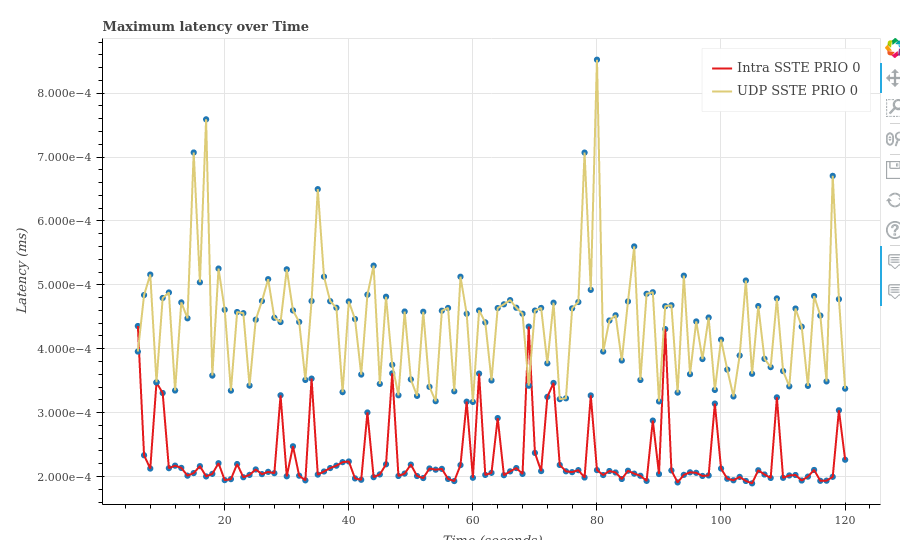 Maximum latency over Time
Intra SSTE PRIO 0
UDP SSTE PRIO 0
8.000e−4
7.000e−4
6.000e−4
5.000e−4
4.000e−4
3.000e−4
2.000e−4
Latency (ms)
20 40 60 80 100 120
Time (seconds)